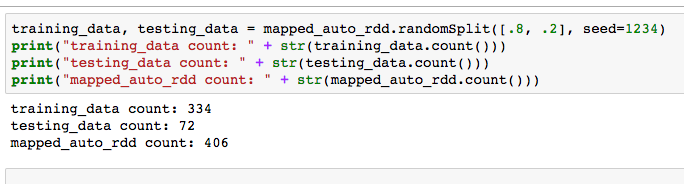 training_data, testing_data = mapped_auto_rdd.randomSplit([.8, .2], seed=1234)
print("training_data count: " + str(training_data.count()))
print("testing_data count: " + str(testing_data.count()))
print("mapped_auto_rdd count: " + str(mapped_auto_rdd.count()))
training_data count: 334
testing_data count: 72
mapped_auto_rdd count: 406